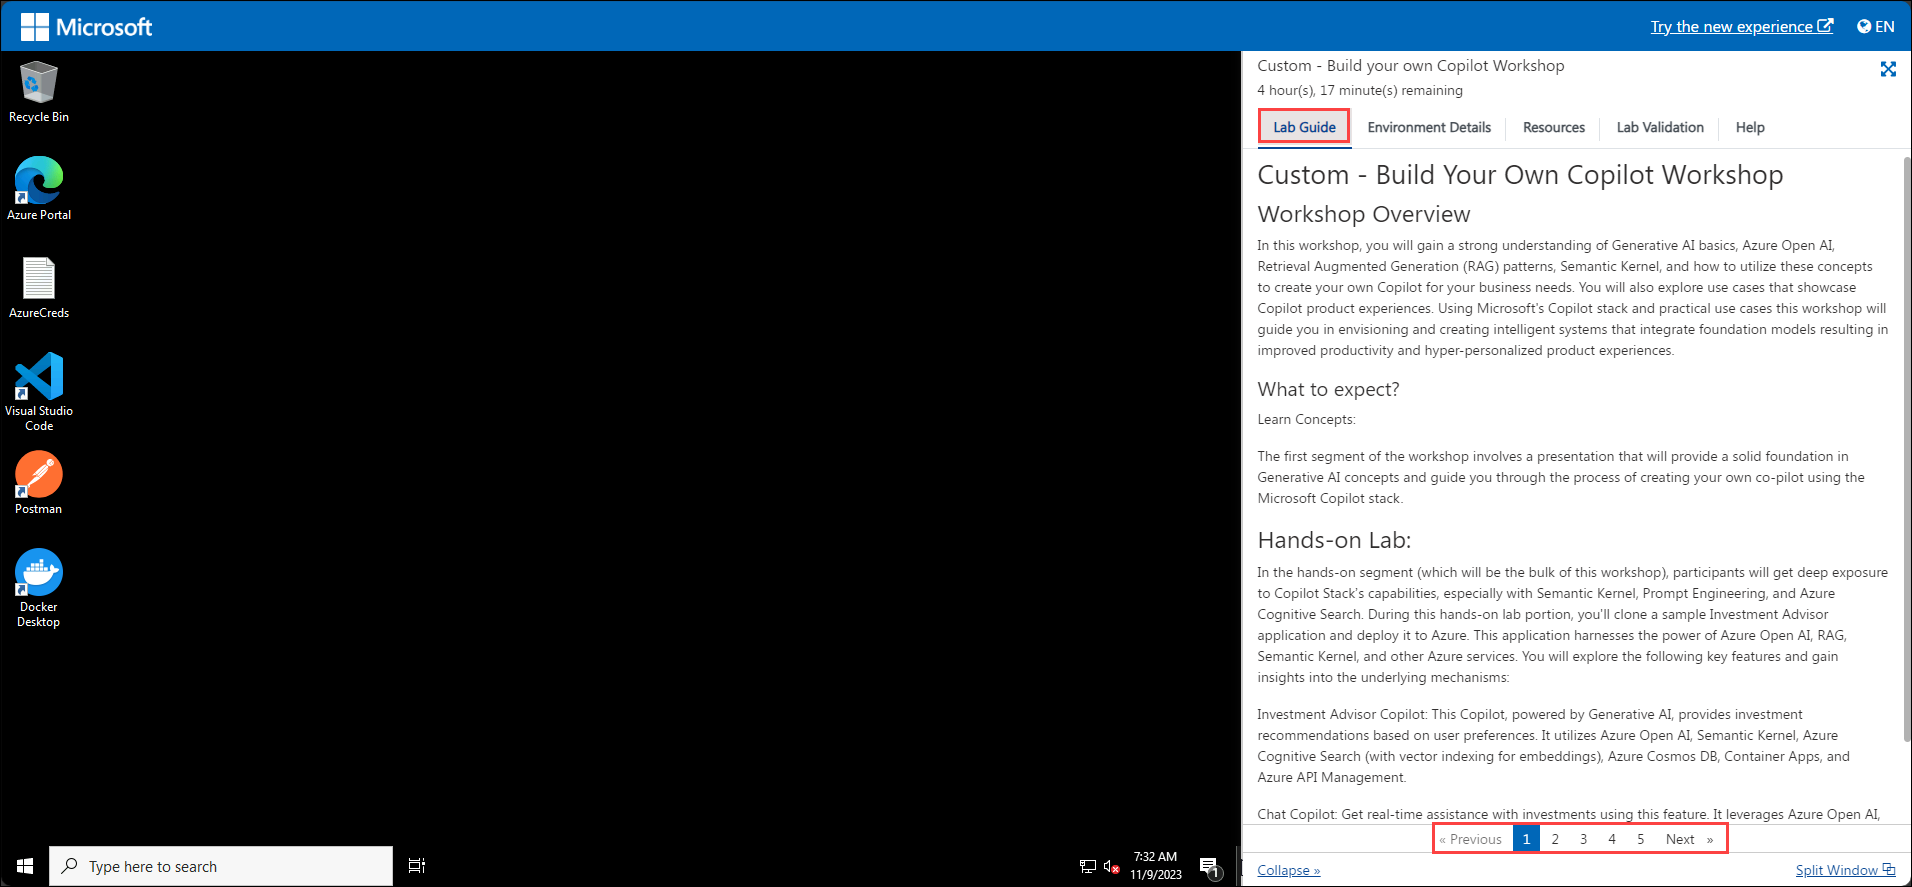 Microsoft
Try the new experience
EN
Recycle Bin
Azure Portal
AzureCreds
Visual Studio
Code
Postman
Docker
Desktop
Type here to search
7:32 AM
11/9/2023
1
Custom - Build your own Copilot Workshop
4 hour(s), 17 minute(s) remaining
Lab Guide
Environment Details
Resources
Lab Validation
Help
Custom - Build Your Own Copilot Workshop
Workshop Overview
In this workshop, you will gain a strong understanding of Generative AI basics, Azure Open AI,
Retrieval Augmented Generation (RAG) patterns, Semantic Kernel, and how to utilize these concepts
to create your own Copilot for your business needs. You will also explore use cases that showcase
Copilot product experiences. Using Microsoft's Copilot stack and practical use cases this workshop will
guide you in envisioning and creating intelligent systems that integrate foundation models resulting in
improved productivity and hyper-personalized product experiences.
What to expect?
Learn Concepts:
The first segment of the workshop involves a presentation that will provide a solid foundation in
Generative AI concepts and guide you through the process of creating your own co-pilot using the
Microsoft Copilot stack.
Hands-on Lab:
In the hands-on segment (which will be the bulk of this workshop), participants will get deep exposure
to Copilot Stack's capabilities, especially with Semantic Kernel, Prompt Engineering, and Azure
Cognitive Search. During this hands-on lab portion, you'll clone a sample Investment Advisor
application and deploy it to Azure. This application harnesses the power of Azure Open AI, RAG,
Semantic Kernel, and other Azure services. You will explore the following key features and gain
insights into the underlying mechanisms:
Investment Advisor Copilot: This Copilot, powered by Generative AI, provides investment
recommendations based on user preferences. It utilizes Azure Open AI, Semantic Kernel, Azure
Cognitive Search (with vector indexing for embeddings), Azure Cosmos DB, Container Apps, and
Azure API Management.
Chat Copilot: Get real-time assistance with investments using this feature. It leverages Azure Open AI,
« Previous 1 2 3 4 5 Next »
Collapse »
Split Window